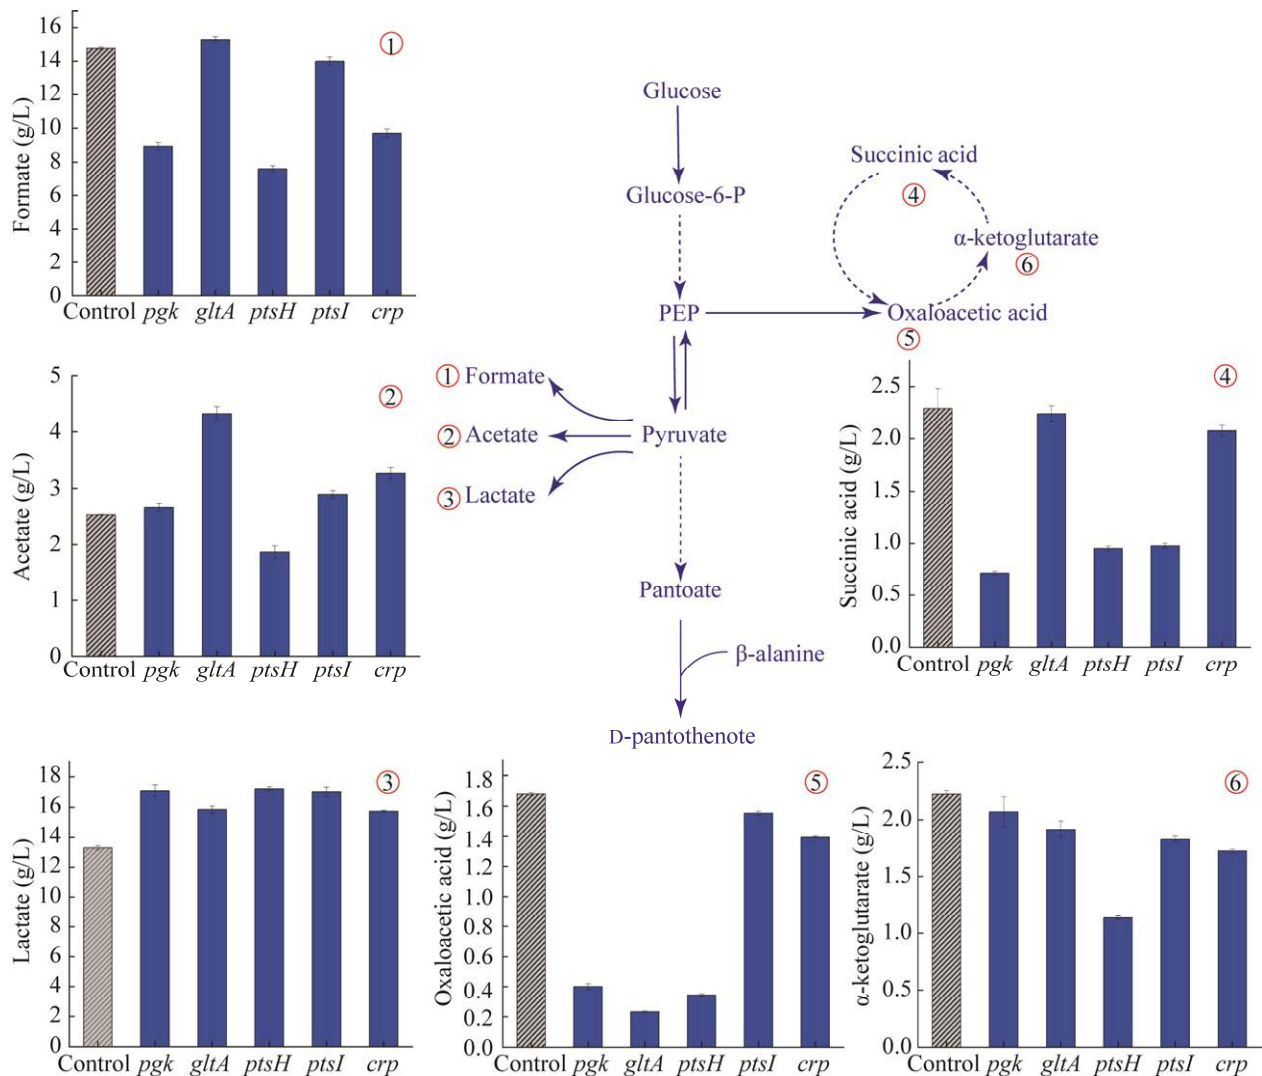 Formate (g/L)
16
14
12
10
8
6
4
2
0
①
Control pgk gltA ptsH ptsI crp
Acetate (g/L)
5
4
3
2
1
0
②
Control pgk gltA ptsH ptsI crp
Lactate (g/L)
18
16
14
12
10
8
6
4
2
0
③
Control pgk gltA ptsH ptsI crp
Glucose
Glucose-6-P
PEP
Succinic acid
④
α-ketoglutarate
⑥
Oxaloacetic acid
⑤
① Formate
② Acetate
③ Lactate
Pyruvate
Pantoate
β-alanine
D-pantothenote
Succinic acid (g/L)
2.5
2.0
1.5
1.0
0.5
0.0
④
Control pgk gltA ptsH ptsI crp
Oxaloacetic acid (g/L)
1.8
1.6
1.4
1.2
1.0
0.8
0.6
0.4
0.2
0.0
⑤
Control pgk gltA ptsH ptsI crp
α-ketoglutarate (g/L)
2.5
2.0
1.5
1.0
0.5
0.0
⑥
Control pgk gltA ptsH ptsI crp